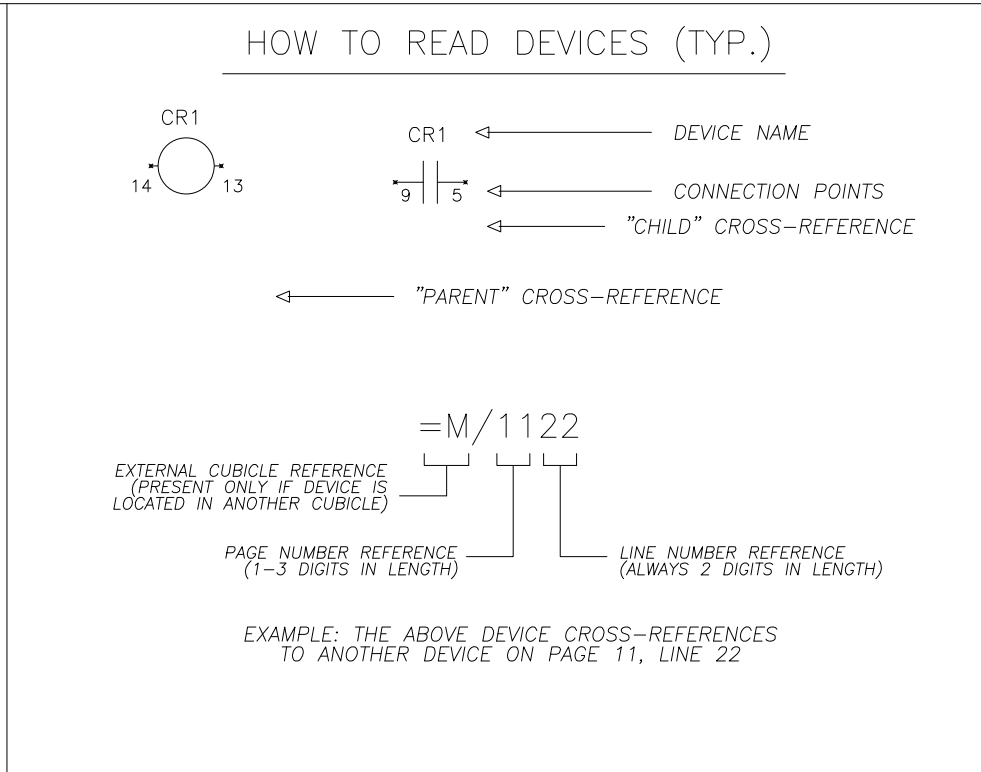 HOW TO READ DEVICES (TYP.)
CR1
14
13
CR1
9
5
DEVICE NAME
CONNECTION POINTS
"CHILD" CROSS-REFERENCE
"PARENT" CROSS-REFERENCE
=M/1122
EXTERNAL CUBICLE REFERENCE
(PRESENT ONLY IF DEVICE IS
LOCATED IN ANOTHER CUBICLE)
PAGE NUMBER REFERENCE
(1-3 DIGITS IN LENGTH)
LINE NUMBER REFERENCE
(ALWAYS 2 DIGITS IN LENGTH)
EXAMPLE: THE ABOVE DEVICE CROSS-REFERENCES
TO ANOTHER DEVICE ON PAGE 11, LINE 22